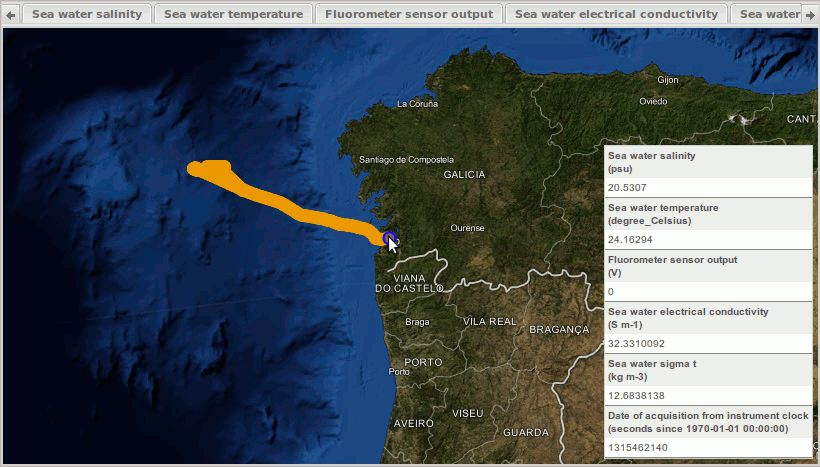 Sea water salinity
Sea water temperature
Fluorometer sensor output
Sea water electrical conductivity
Sea water
Gijon
La Coruña
Oviedo
CANT
Santiago de Compostela
GALICIA
Ourense
VIANA
DO CASTELO
Braga
VILA REAL
BRAGANÇA
PORTO
Porto
AVEIRO
VISEU
GUARDA
Sea water salinity
(psu)
20.5307
Sea water temperature
(degree_Celsius)
24.16294
Fluorometer sensor output
(V)
0
Sea water electrical conductivity
(S m-1)
32.3310092
Sea water sigma t
(kg m-3)
12.6838138
Date of acquisition from instrument clock
(seconds since 1970-01-01 00:00:00)
1315462140